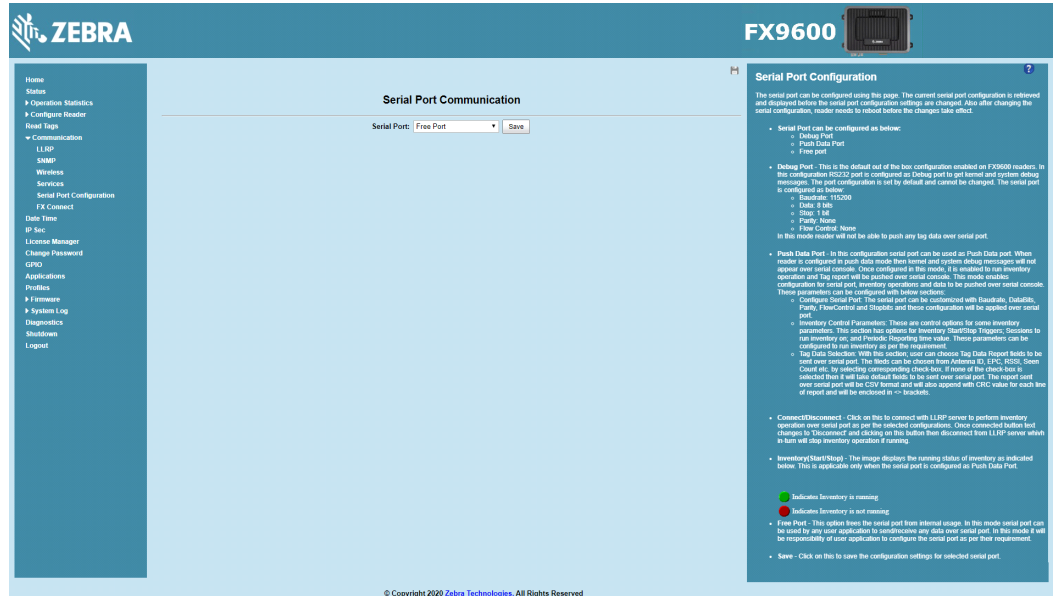 ZEBRA
FX9600
Home
Status
Operation Statistics
Configure Reader
Read Tags
Communication
LLRP
SNMP
Wireless
Services
Serial Port Configuration
FX Connect
Date Time
IP Sec
License Manager
Change Password
GPIO
Applications
Profiles
Firmware
System Log
Diagnostics
Shutdown
Logout
Serial Port Communication
Serial Port: Free Port Save
?
Serial Port Configuration
The serial port can be configured using this page. The current serial port configuration is retrieved
and displayed before the serial port configuration settings are changed. Also after changing the
serial configuration, reader needs to reboot before the changes take effect.
• Serial Port can be configured as below:
○ Debug Port
○ Push Data Port
○ Free port
• Debug Port - This is the default out of the box configuration enabled on FX9600 readers. In
this configuration RS232 port is configured as Debug port to get kernel and system debug
messages. The port configuration is set by default and cannot be changed. The serial port
is configured as below:
○ Baudrate: 115200
○ Data: 8 bits
○ Stop: 1 bit
○ Parity: None
○ Flow Control: None
In this mode reader will not be able to push any tag data over serial port.
• Push Data Port - In this configuration serial port can be used as Push Data port. When
reader is configured in push data mode then kernel and system debug messages will not
appear over serial console. Once configured in this mode, it is enabled to run inventory
operation and Tag report will be pushed over serial console. This mode enables
configuration for serial port, inventory operations and data to be pushed over serial console.
These parameters can be configured with below sections:
○ Configure Serial Port: The serial port can be customized with Baudrate, DataBits,
Parity, FlowControl and Stopbits and these configuration will be applied over serial
port.
○ Inventory Control Parameters: These are control options for some inventory
parameters. This section has options for Inventory Start/Stop Triggers; Sessions to
run inventory on; and Periodic Reporting time value. These parameters can be
configured to run inventory as per the requirement.
○ Tag Data Selection: With this section; user can choose Tag Data Report fields to be
sent over serial port. The fileds can be chosen from Antenna ID, EPC, RSSI, Seen
Count etc. by selecting corresponding check-box. If none of the check-box is
selected then it will take default fields to be sent over serial port. The report sent
over serial port will be CSV format and will also append with CRC value for each line
of report and will be enclosed in <> brackets.
• Connect/Disconnect - Click on this to connect with LLRP server to perform inventory
operation over serial port as per the selected configurations. Once connected button text
changes to 'Disconnect' and clicking on this button then disconnect from LLRP server whivh
in-turn will stop inventory operation if running.
• Inventory(Start/Stop) - The image displays the running status of inventory as indicated
below. This is applicable only when the serial port is configured as Push Data Port.
Indicates Inventory is running
Indicates Inventory is not running
• Free Port - This option frees the serial port from internal usage. In this mode serial port can
be used by any user application to send/receive any data over serial port. In this mode it will
be responsibility of user application to configure the serial port as per their requirement.
• Save - Click on this to save the configuration settings for selected serial port.
© Copyright 2020 Zebra Technologies. All Rights Reserved